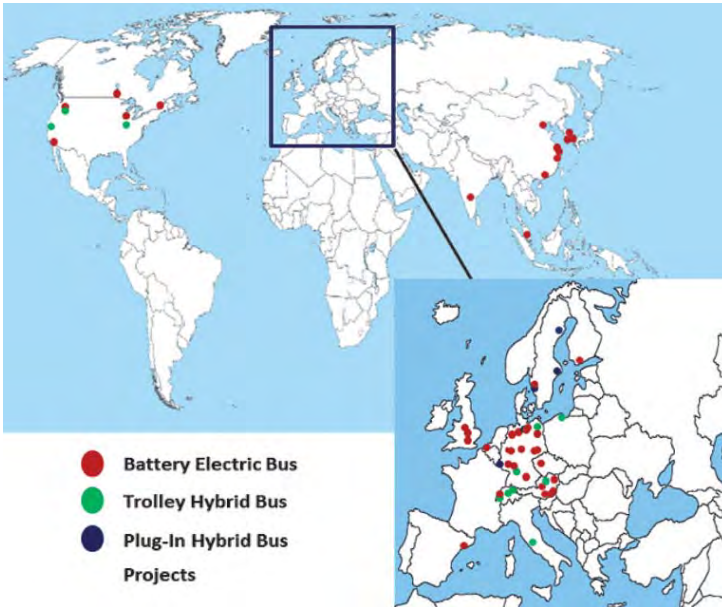 Battery Electric Bus
Trolley Hybrid Bus
Plug-In Hybrid Bus
Projects